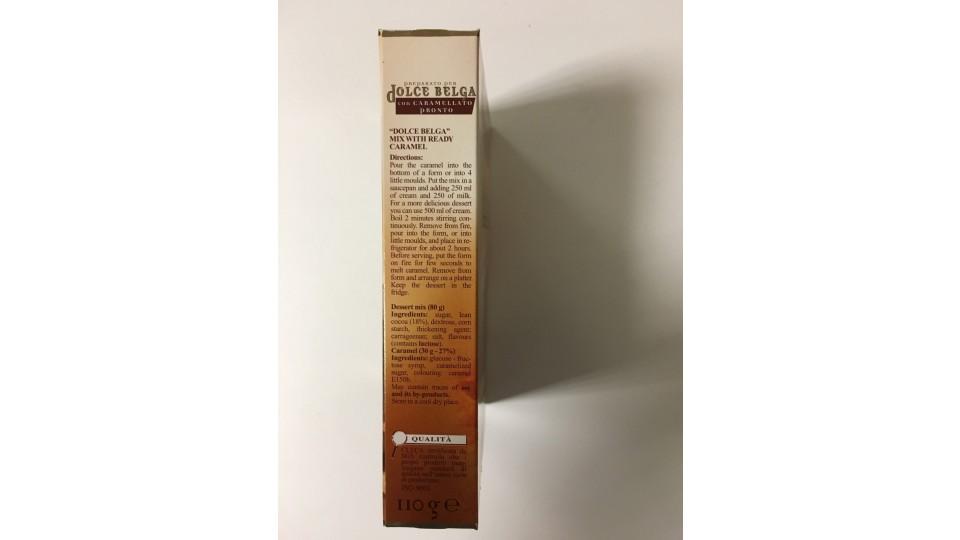 PREPARATO PER
dOLCE BELGA
CON CARAMELLATO
PRONTO
"DOLCE BELGA"
MIX WITH READY
CARAMEL
Directions:
Pour the caramel into the
bottom of a form or into 4
little moulds. Put the mix in a
saucepan and adding 250 ml
of cream and 250 of milk.
For a more delicious dessert
you can use 500 ml of cream.
Boil 2 minutes stirring con-
tinuously. Remove from fire,
pour into the form, or into
little moulds, and place in re-
frigerator for about 2 hours.
Before serving, put the form
on fire for few seconds to
melt caramel. Remove from
form and arrange on a platter
Keep the dessert in the
fridge.
Dessert mix (80 g)
Ingredients: sugar, lean
cocoa (18%), dextrose, corn
starch, thickening agent:
carrageenan; salt, flavours
(contains lactose).
Caramel (30 g - 27%)
Ingredients: glucose - fruc-
tose syrup, caramelized
sugar, colouring: caramel
E150b.
May contain traces of
and its by-products.
Store in a cool dry place.
QUALITÀ
ISO 9001
110 g e